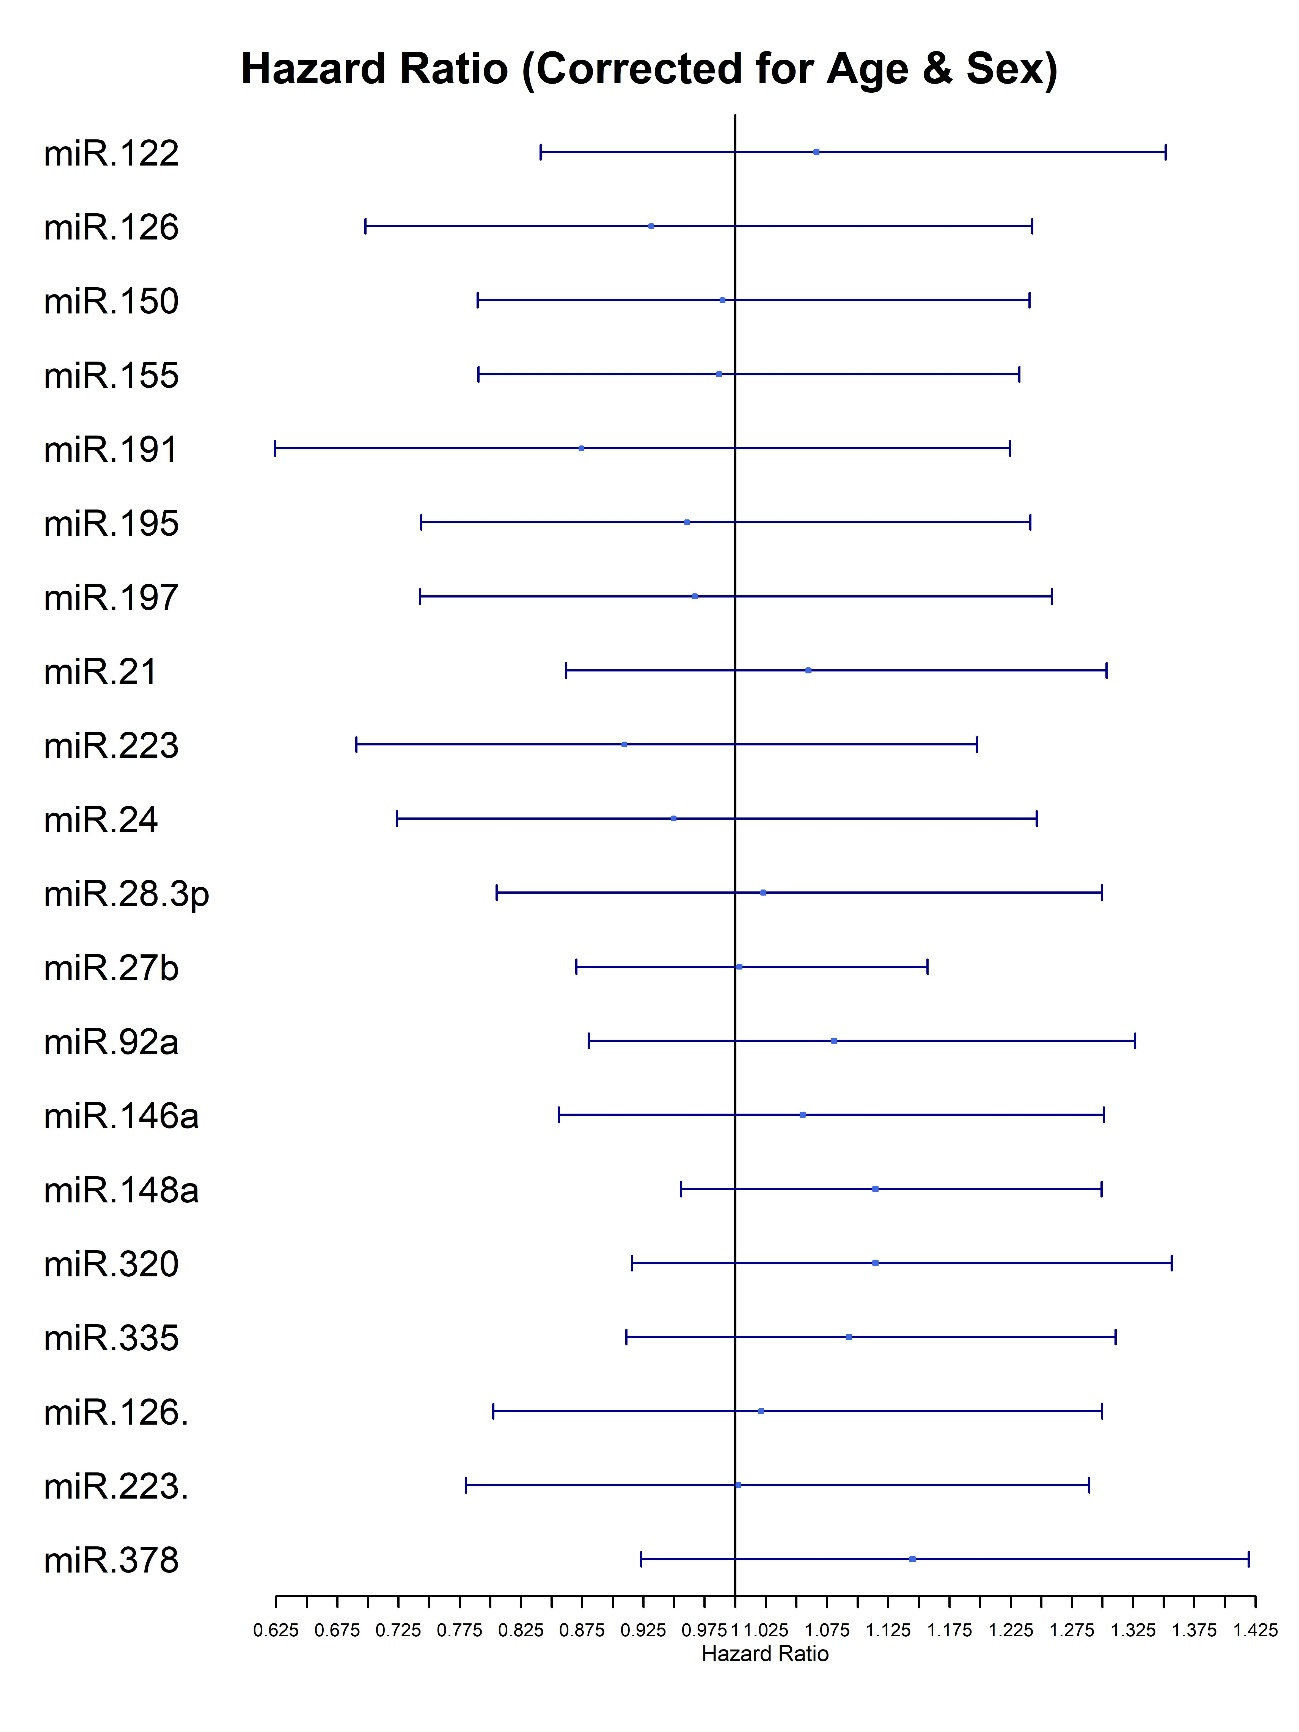 Hazard Ratio (Corrected for Age & Sex)
miR.122
miR.126
miR.150
miR.155
miR.191
miR.195
miR.197
miR.21
miR.223
miR.24
miR.28.3p
miR.27b
miR.92a
miR.146a
miR.148a
miR.320
miR.335
miR.126.
miR.223.
miR.378
0.625 0.675 0.725 0.775 0.825 0.875 0.925 0.975 1 1.025 1.075 1.125 1.175 1.225 1.275 1.325 1.375 1.425
Hazard Ratio